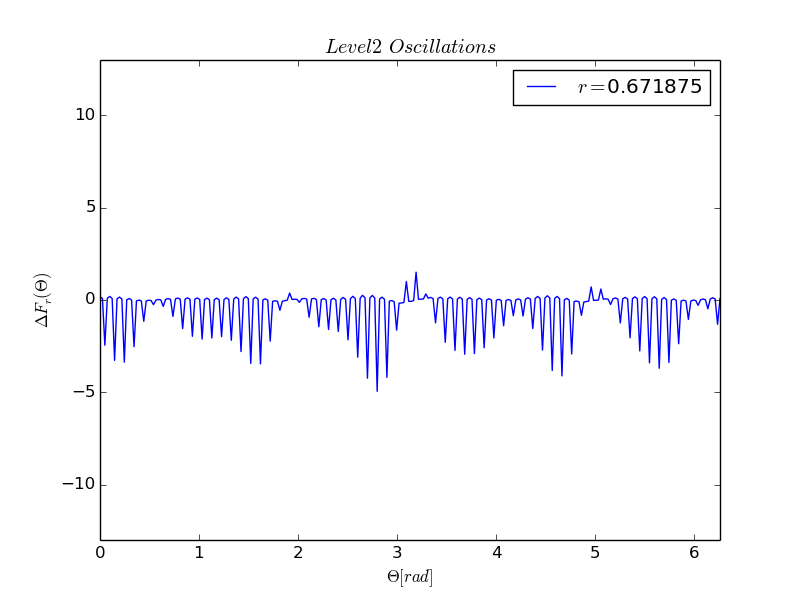 Level2 Oscillations
r=0.671875
10
5
0
−5
−10
ΔF_r(Θ)
0 1 2 3 4 5 6
Θ[rad]